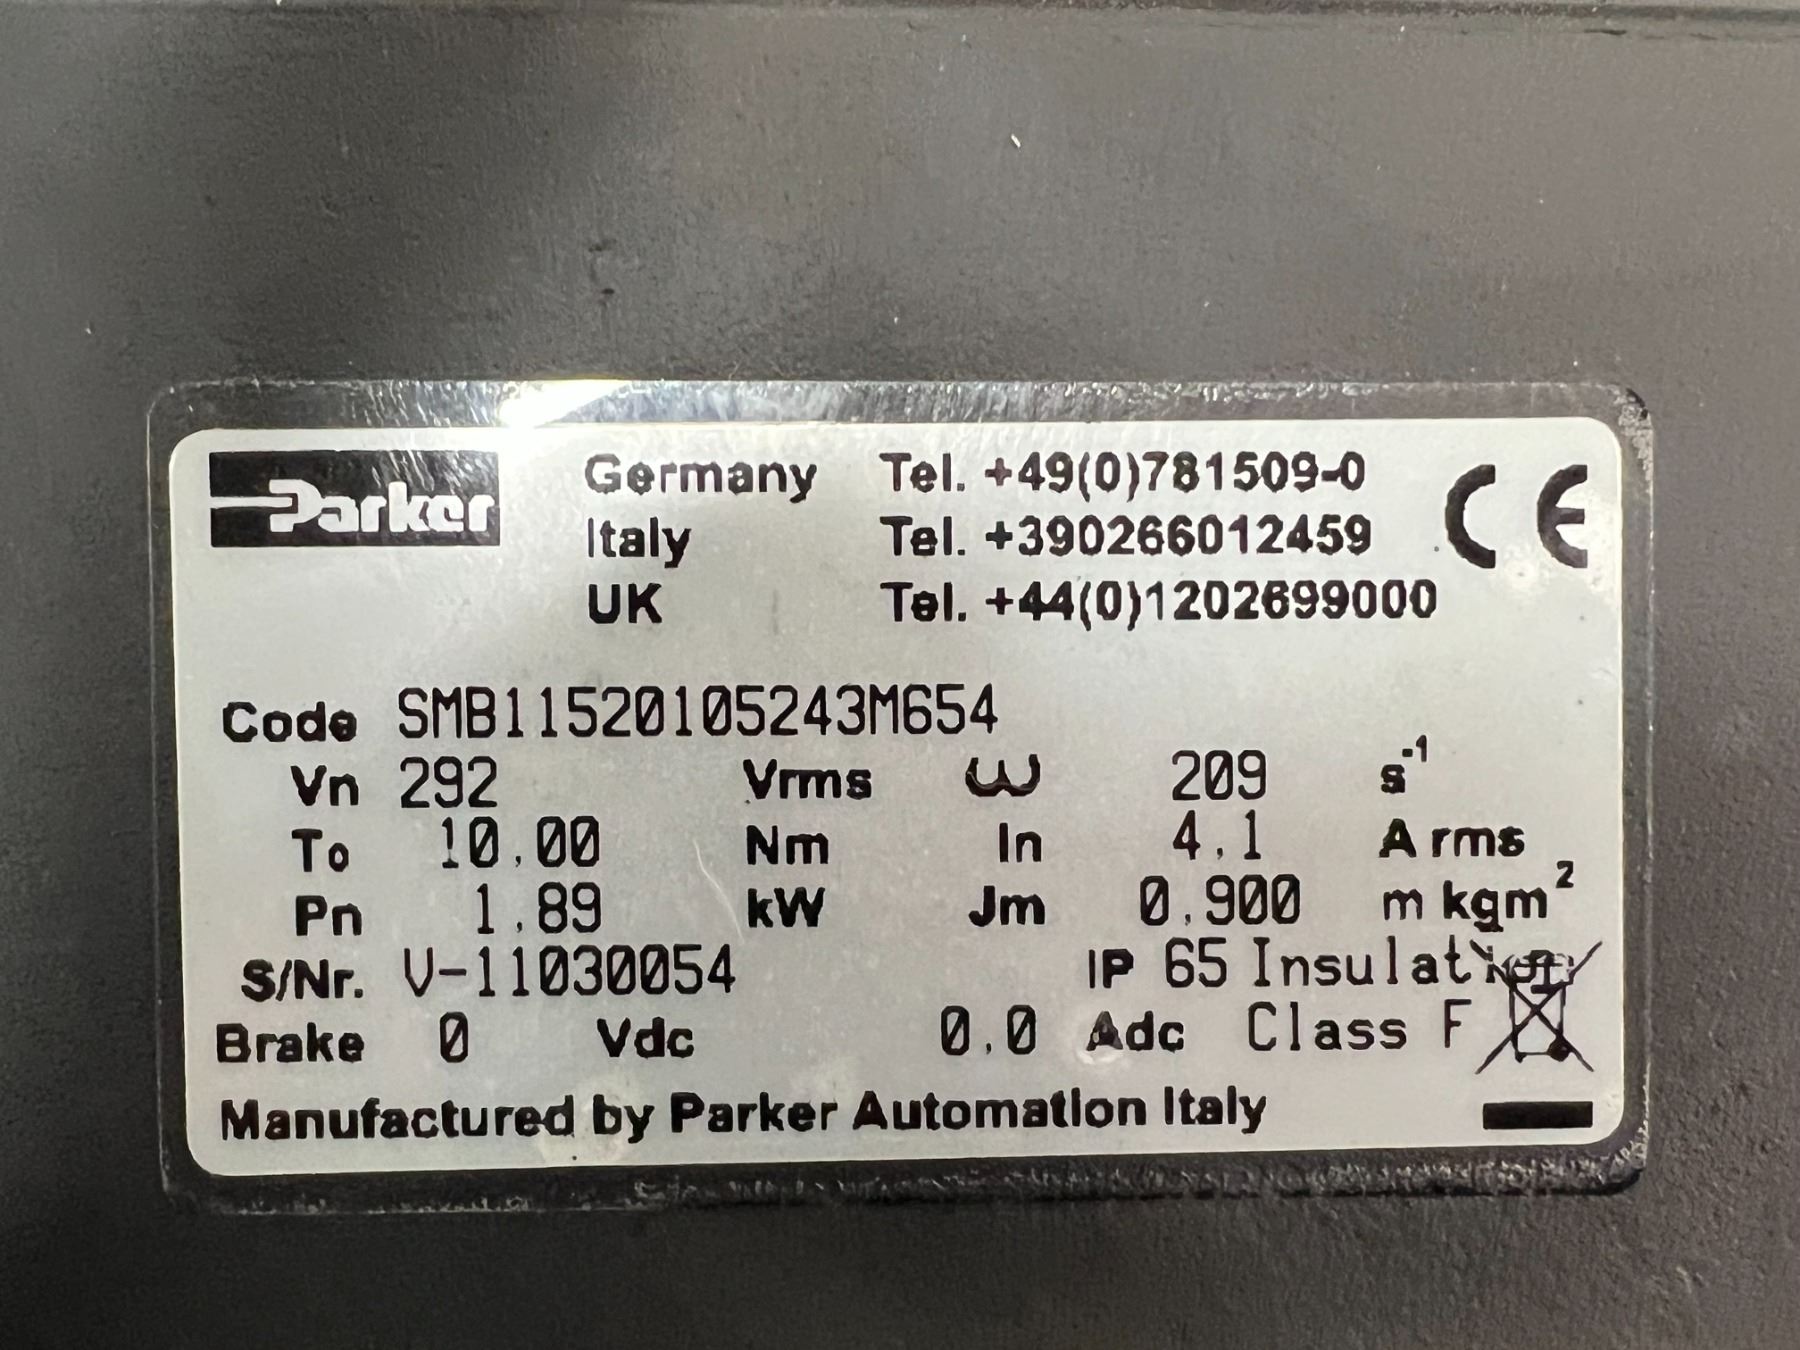 Parker Germany Tel. +49(0)781509-0 CE
Italy Tel. +390266012459
UK Tel. +44(0)1202699000
Code SMB11520105243M654
Vn 292 Vrms ω 209 s⁻¹
To 10.00 Nm In 4.1 A rms
Pn 1.89 kW Jm 0.900 m kgm²
S/Nr. V-11030054 IP 65 Insulation
Brake 0 Vdc 0.0 Adc Class F
Manufactured by Parker Automation Italy